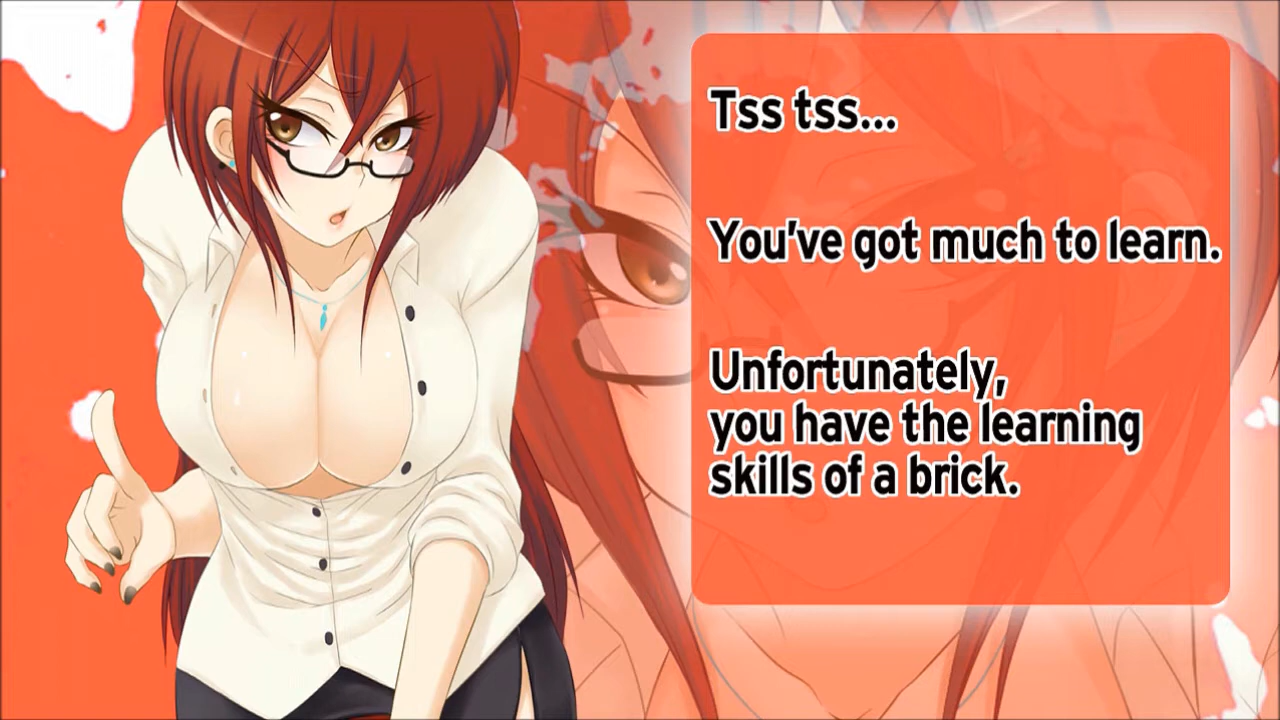 Tss tss...
You've got much to learn.
Unfortunately,
you have the learning
skills of a brick.